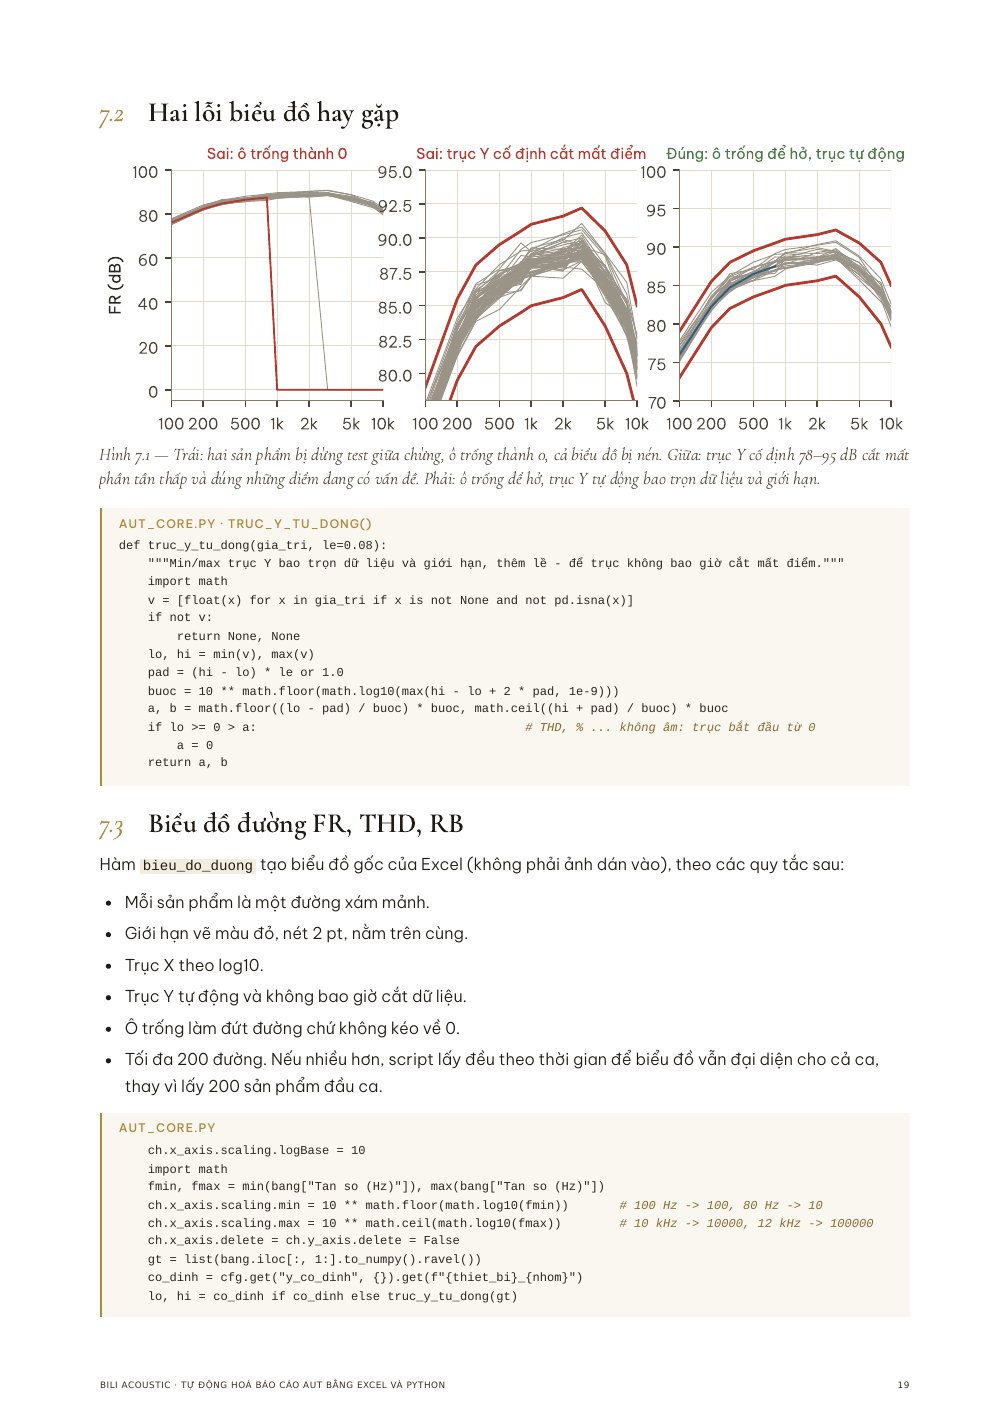 7.2 Hai lỗi biểu đồ hay gặp
Sai: ô trống thành 0
Sai: trục Y cố định cắt mất điểm
Đúng: ô trống để hở, trục tự động
FR (dB)
100
80
60
40
20
0
100 200 500 1k 2k 5k 10k
95.0
92.5
90.0
87.5
85.0
82.5
80.0
100 200 500 1k 2k 5k 10k
100
95
90
85
80
75
70
100 200 500 1k 2k 5k 10k
Hình 7.1 — Trái: hai sản phẩm bị dừng test giữa chừng, ô trống thành 0, cả biểu đồ bị nén. Giữa: trục Y cố định 78–95 dB cắt mất
phần tần thấp và đúng những điểm đang có vấn đề. Phải: ô trống để hở, trục Y tự động bao trọn dữ liệu và giới hạn.
AUT_CORE.PY · TRUC_Y_TU_DONG()
def truc_y_tu_dong(gia_tri, le=0.08):
    """Min/max trục Y bao trọn dữ liệu và giới hạn, thêm lề - để trục không bao giờ cắt mất điểm."""
    import math
    v = [float(x) for x in gia_tri if x is not None and not pd.isna(x)]
    if not v:
        return None, None
    lo, hi = min(v), max(v)
    pad = (hi - lo) * le or 1.0
    buoc = 10 ** math.floor(math.log10(max(hi - lo + 2 * pad, 1e-9)))
    a, b = math.floor((lo - pad) / buoc) * buoc, math.ceil((hi + pad) / buoc) * buoc
    if lo >= 0 > a:                                     # THD, % ... không âm: trục bắt đầu từ 0
        a = 0
    return a, b
7.3 Biểu đồ đường FR, THD, RB
Hàm bieu_do_duong tạo biểu đồ gốc của Excel (không phải ảnh dán vào), theo các quy tắc sau:
• Mỗi sản phẩm là một đường xám mảnh.
• Giới hạn vẽ màu đỏ, nét 2 pt, nằm trên cùng.
• Trục X theo log10.
• Trục Y tự động và không bao giờ cắt dữ liệu.
• Ô trống làm đứt đường chứ không kéo về 0.
• Tối đa 200 đường. Nếu nhiều hơn, script lấy đều theo thời gian để biểu đồ vẫn đại diện cho cả ca,
thay vì lấy 200 sản phẩm đầu ca.
AUT_CORE.PY
    ch.x_axis.scaling.logBase = 10
    import math
    fmin, fmax = min(bang["Tan so (Hz)"]), max(bang["Tan so (Hz)"])
    ch.x_axis.scaling.min = 10 ** math.floor(math.log10(fmin))       # 100 Hz -> 100, 80 Hz -> 10
    ch.x_axis.scaling.max = 10 ** math.ceil(math.log10(fmax))        # 10 kHz -> 10000, 12 kHz -> 100000
    ch.x_axis.delete = ch.y_axis.delete = False
    gt = list(bang.iloc[:, 1:].to_numpy().ravel())
    co_dinh = cfg.get("y_co_dinh", {}).get(f"{thiet_bi}_{nhom}")
    lo, hi = co_dinh if co_dinh else truc_y_tu_dong(gt)
BILI ACOUSTIC · TỰ ĐỘNG HOÁ BÁO CÁO AUT BẰNG EXCEL VÀ PYTHON
19